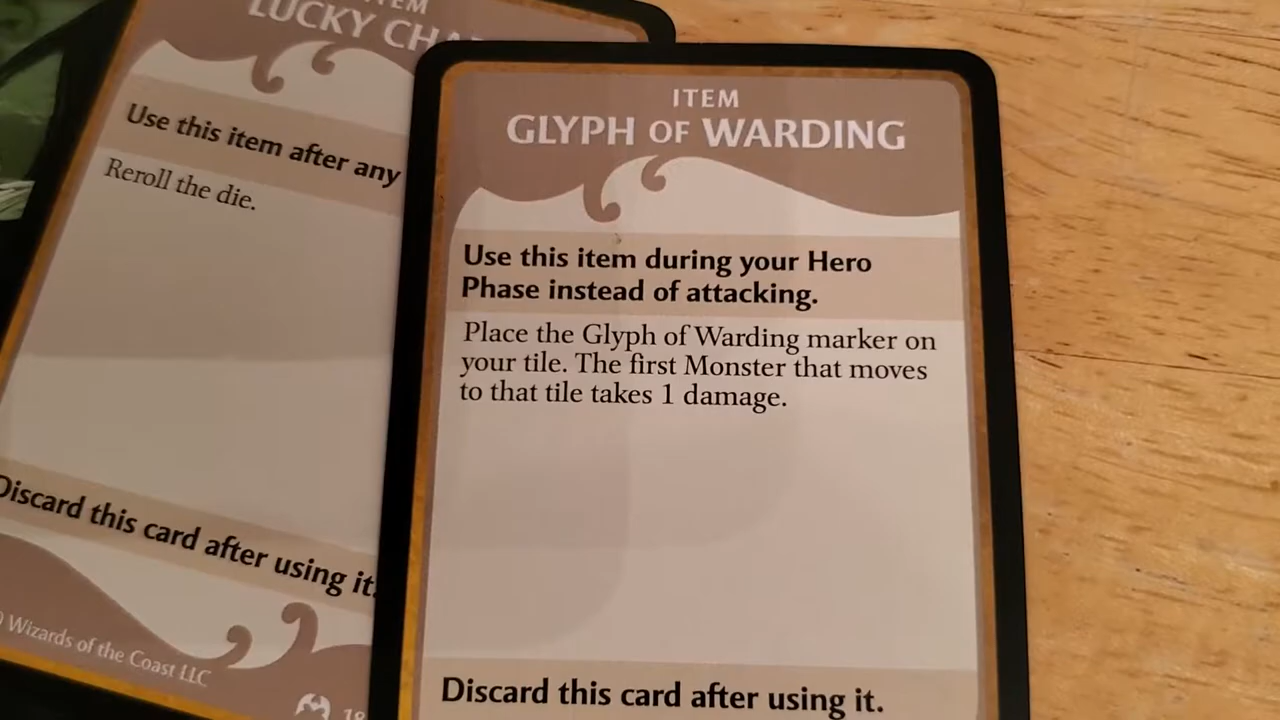 ITEM
LUCKY
Use this item after any
Reroll the die.
Discard this card after using it.
Wizards of the Coast LLC
ITEM
GLYPH OF WARDING
Use this item during your Hero
Phase instead of attacking.
Place the Glyph of Warding marker on
your tile. The first Monster that moves
to that tile takes 1 damage.
Discard this card after using it.